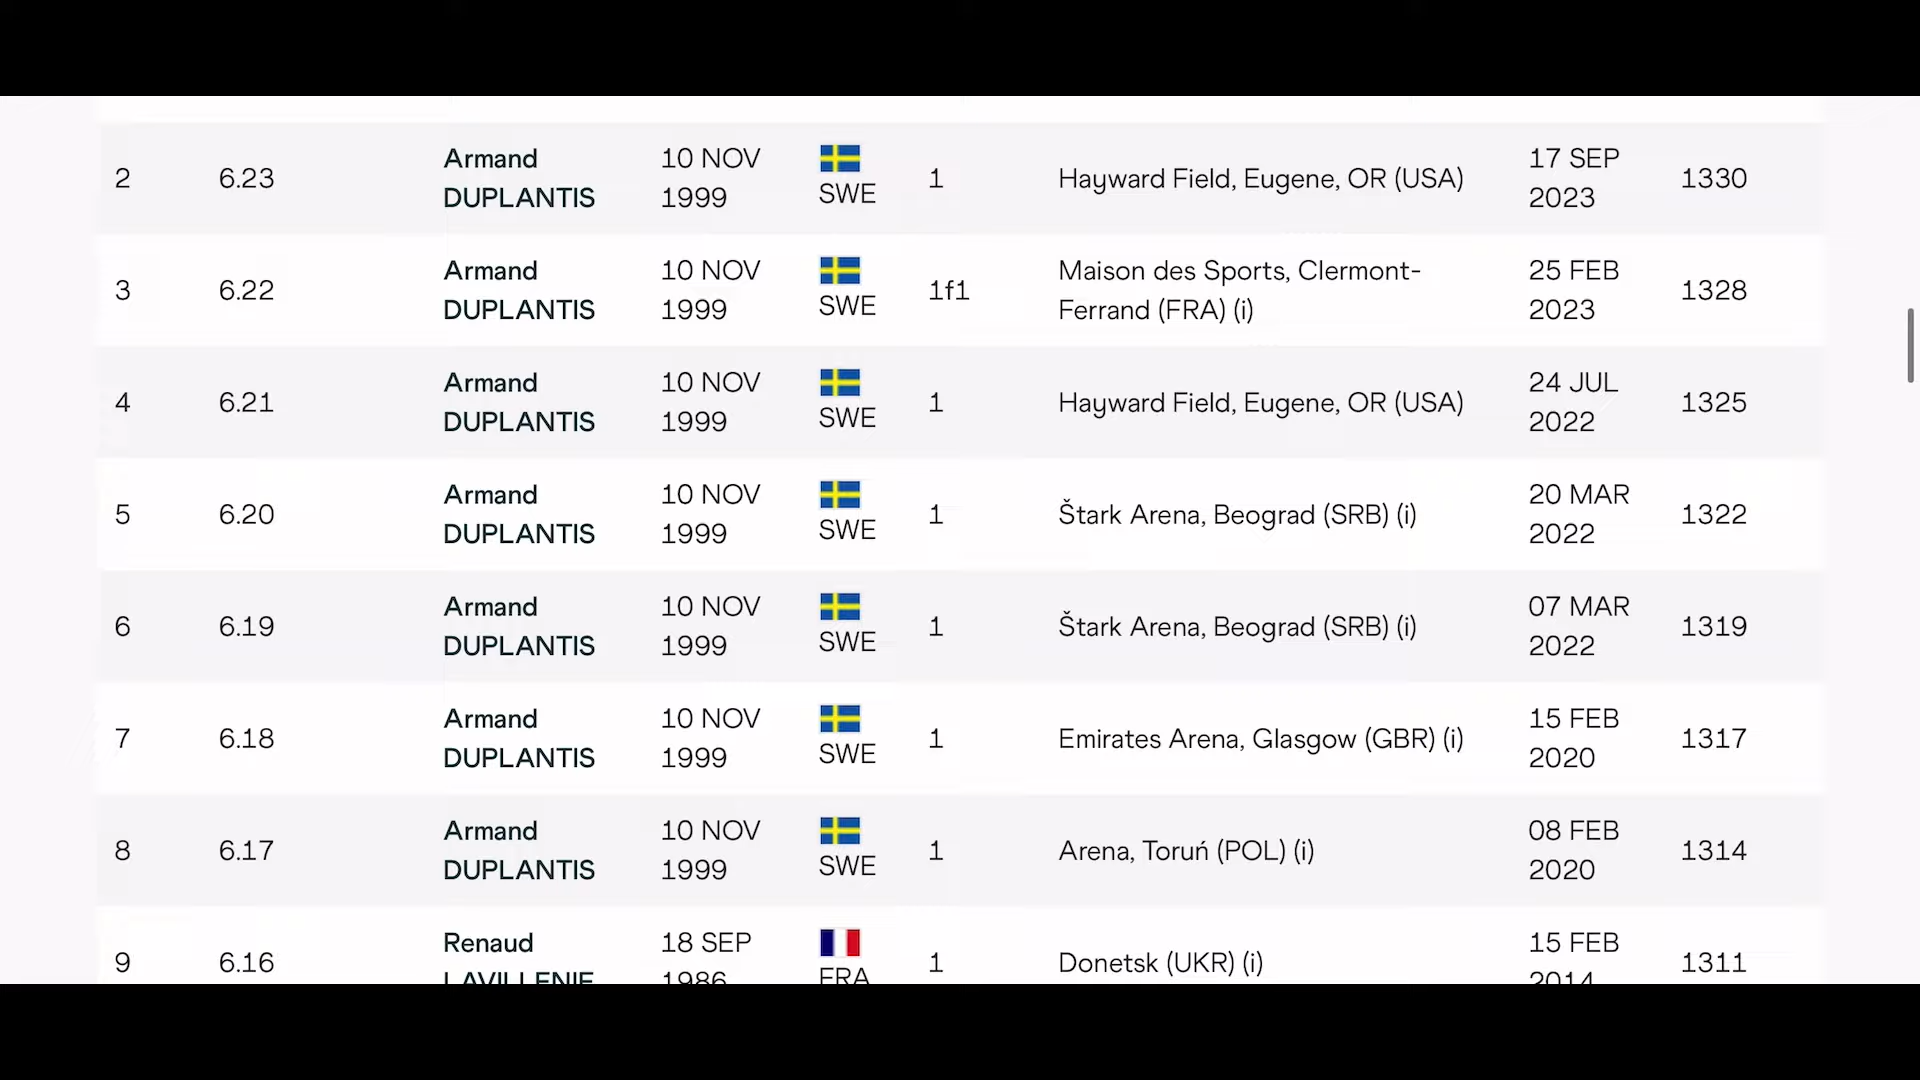 2 6.23 Armand DUPLANTIS 10 NOV 1999 SWE 1 Hayward Field, Eugene, OR (USA) 17 SEP 2023 1330
3 6.22 Armand DUPLANTIS 10 NOV 1999 SWE 1f1 Maison des Sports, Clermont-Ferrand (FRA) (i) 25 FEB 2023 1328
4 6.21 Armand DUPLANTIS 10 NOV 1999 SWE 1 Hayward Field, Eugene, OR (USA) 24 JUL 2022 1325
5 6.20 Armand DUPLANTIS 10 NOV 1999 SWE 1 Štark Arena, Beograd (SRB) (i) 20 MAR 2022 1322
6 6.19 Armand DUPLANTIS 10 NOV 1999 SWE 1 Štark Arena, Beograd (SRB) (i) 07 MAR 2022 1319
7 6.18 Armand DUPLANTIS 10 NOV 1999 SWE 1 Emirates Arena, Glasgow (GBR) (i) 15 FEB 2020 1317
8 6.17 Armand DUPLANTIS 10 NOV 1999 SWE 1 Arena, Toruń (POL) (i) 08 FEB 2020 1314
9 6.16 Renaud LAVILLENIE 18 SEP 1986 FRA 1 Donetsk (UKR) (i) 15 FEB 2014 1311